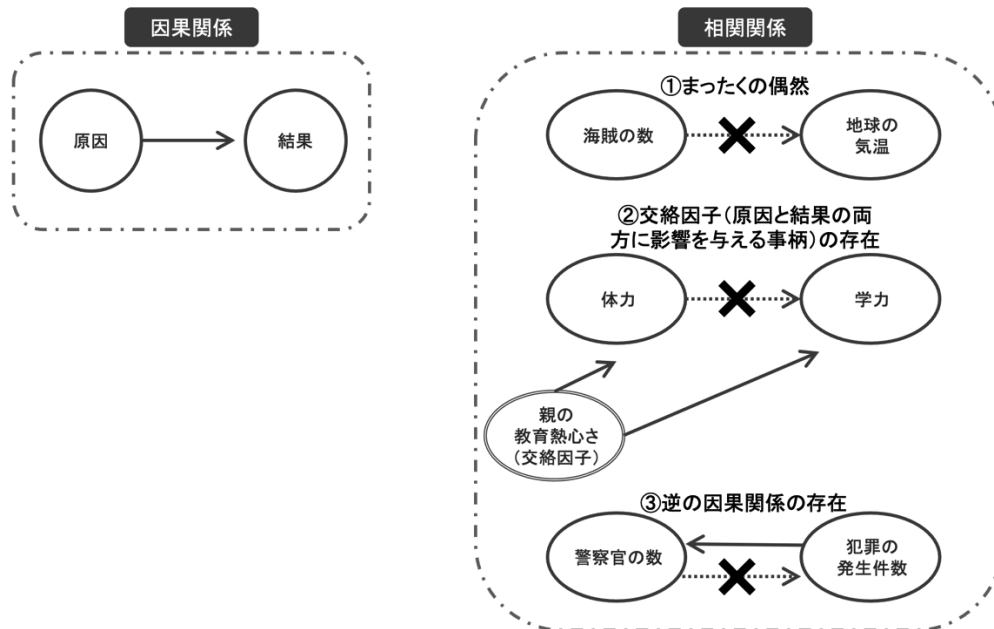 因果関係
原因
結果
相関関係
①まったくの偶然
海賊の数
地球の
気温
②交絡因子(原因と結果の両
方に影響を与える事柄)の存在
体力
学力
親の
教育熱心さ
(交絡因子)
③逆の因果関係の存在
警察官の数
犯罪の
発生件数